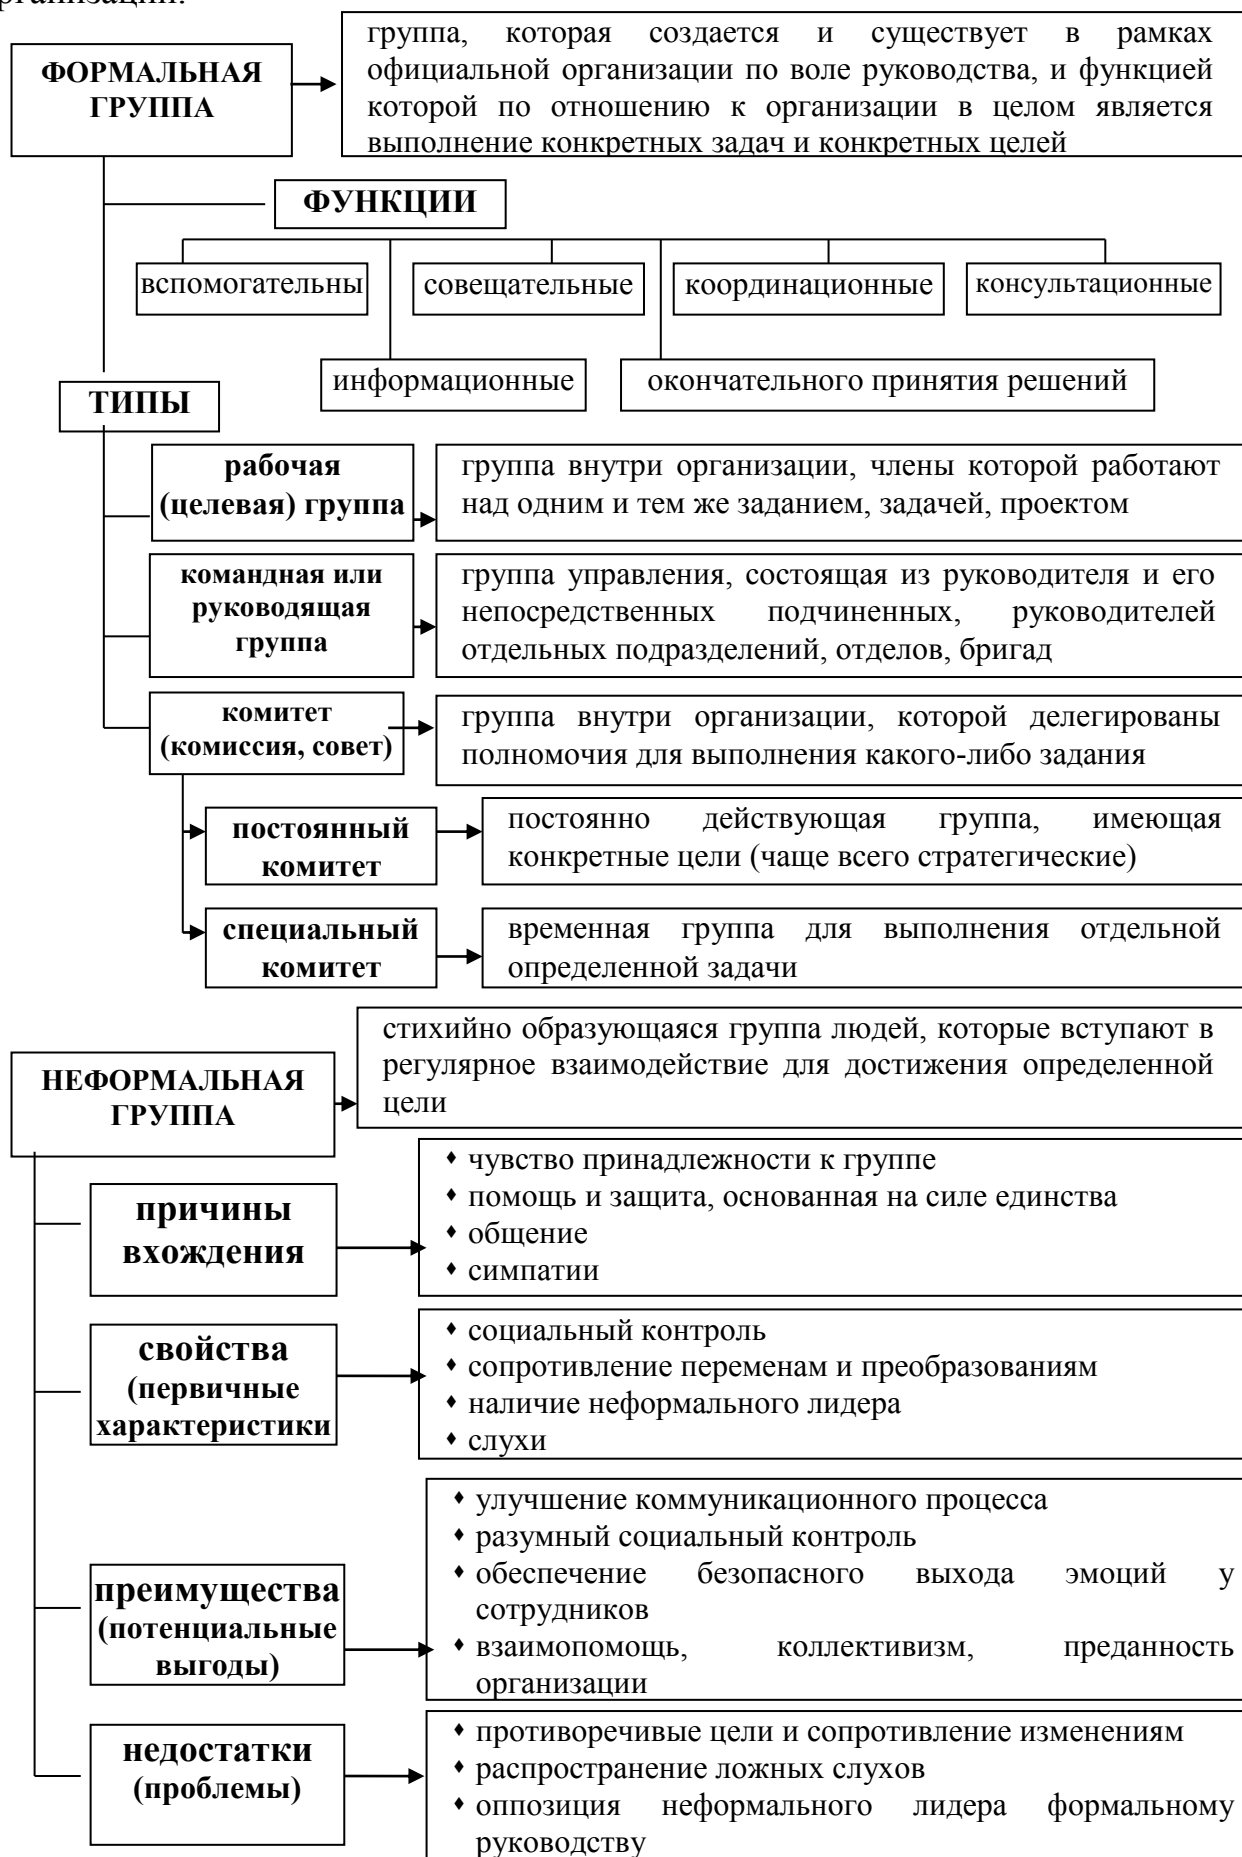 организации.
ФОРМАЛЬНАЯ
ГРУППА
группа, которая создается и существует в рамках
официальной организации по воле руководства, и функцией
которой по отношению к организации в целом является
выполнение конкретных задач и конкретных целей
ФУНКЦИИ
вспомогательны
совещательные
координационные
консультационные
информационные
окончательного принятия решений
ТИПЫ
рабочая
(целевая) группа
группа внутри организации, члены которой работают
над одним и тем же заданием, задачей, проектом
командная или
руководящая
группа
группа управления, состоящая из руководителя и его
непосредственных подчиненных, руководителей
отдельных подразделений, отделов, бригад
комитет
(комиссия, совет)
группа внутри организации, которой делегированы
полномочия для выполнения какого-либо задания
постоянный
комитет
постоянно действующая группа, имеющая
конкретные цели (чаще всего стратегические)
специальный
комитет
временная группа для выполнения отдельной
определенной задачи
НЕФОРМАЛЬНАЯ
ГРУППА
стихийно образующаяся группа людей, которые вступают в
регулярное взаимодействие для достижения определенной
цели
причины
вхождения
♦ чувство принадлежности к группе
♦ помощь и защита, основанная на силе единства
♦ общение
♦ симпатии
свойства
(первичные
характеристики
♦ социальный контроль
♦ сопротивление переменам и преобразованиям
♦ наличие неформального лидера
♦ слухи
преимущества
(потенциальные
выгоды)
♦ улучшение коммуникационного процесса
♦ разумный социальный контроль
♦ обеспечение безопасного выхода эмоций у
сотрудников
♦ взаимопомощь, коллективизм, преданность
организации
недостатки
(проблемы)
♦ противоречивые цели и сопротивление изменениям
♦ распространение ложных слухов
♦ оппозиция неформального лидера формальному
руководству